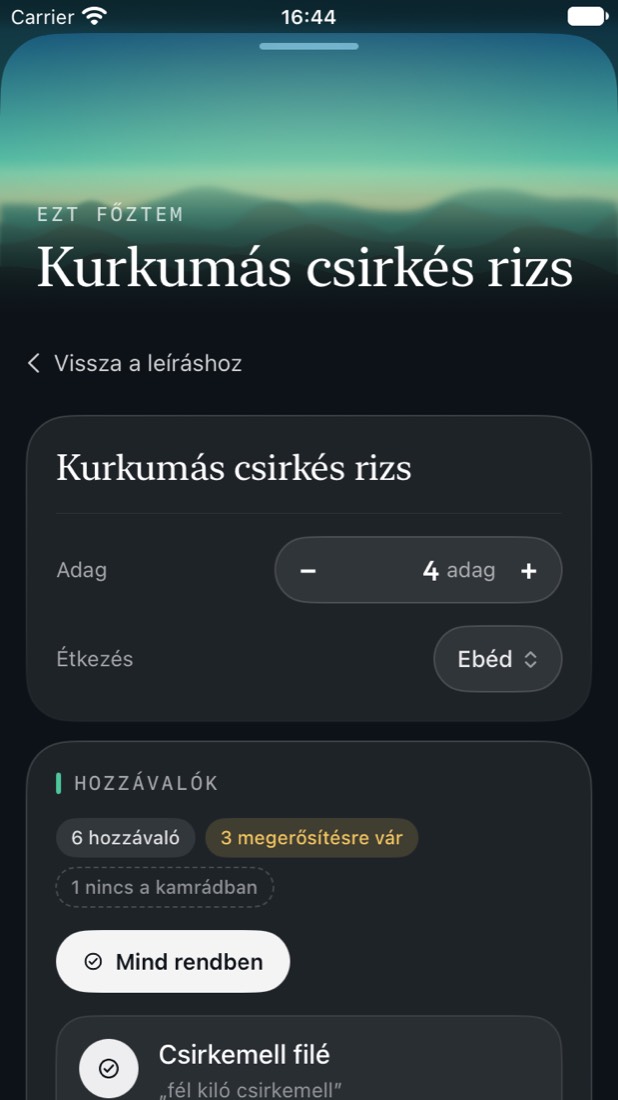 Carrier 16:44
EZT FŐZTEM
Kurkumás csirkés rizs
Vissza a leíráshoz
Kurkumás csirkés rizs
Adag − 4 adag +
Étkezés Ebéd
HOZZÁVALÓK
6 hozzávaló 3 megerősítésre vár
1 nincs a kamrádban
Mind rendben
Csirkemell filé
„fél kiló csirkemell”